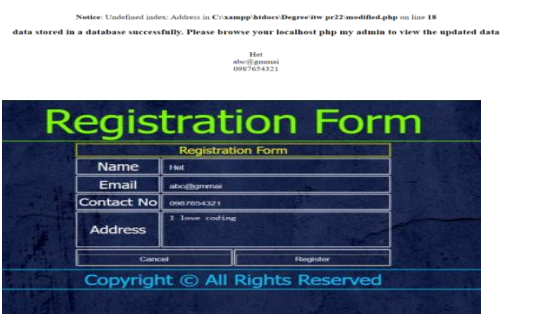 Notice: Undefined index: Address in C:\xampp\htdocs\Degree\itw pr22\modified.php on line 18
data stored in a database successfully. Please browse your localhost php my admin to view the updated data
Het
abc@gmmai
0987654321
Registration Form
Registration Form
Name Het
Email abc@gmmai
Contact No 0987654321
Address I love coding
Cancel Register
Copyright © All Rights Reserved